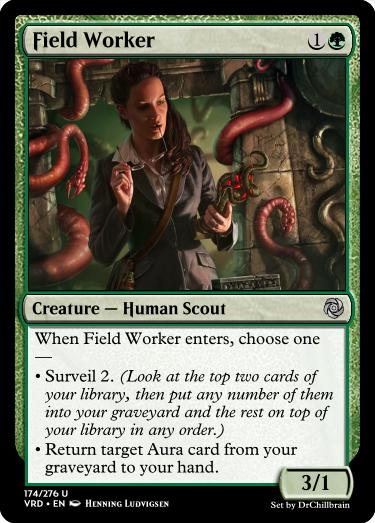 Field Worker 1
Creature — Human Scout
When Field Worker enters, choose one
—
• Surveil 2. (Look at the top two cards of
your library, then put any number of them
into your graveyard and the rest on top of
your library in any order.)
• Return target Aura card from your
graveyard to your hand.
3/1
174/276 U
VRD • EN Henning Ludvigsen
Set by DrChillbrain